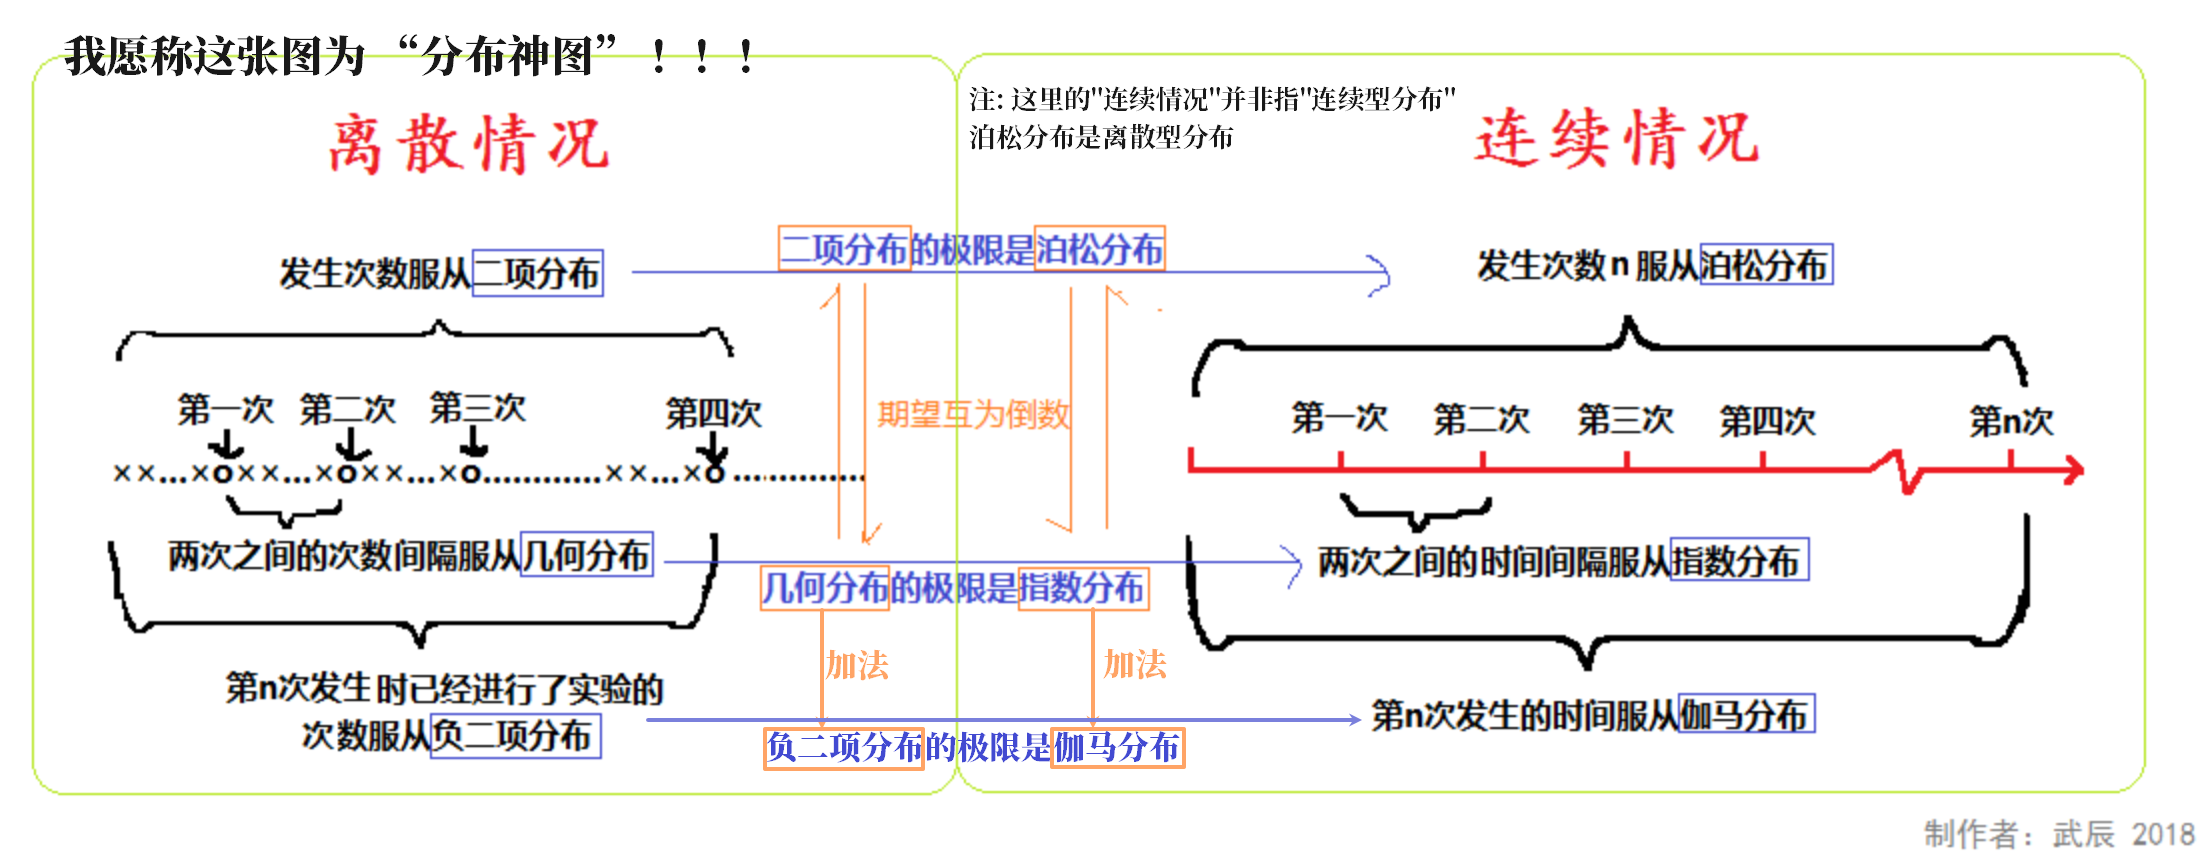 我愿称这张图为 “分布神图” ！！！
离散情况
注: 这里的"连续情况"并非指"连续型分布"
泊松分布是离散型分布
连续情况
发生次数服从二项分布
二项分布的极限是泊松分布
发生次数n服从泊松分布
第一次 第二次 第三次 第四次
××...×o××...×o××...×o............××...×o ..............
期望互为倒数
第一次 第二次 第三次 第四次 第n次
两次之间的次数间隔服从几何分布
几何分布的极限是指数分布
两次之间的时间间隔服从指数分布
加法 加法
第n次发生时已经进行了实验的
次数服从负二项分布
负二项分布的极限是伽马分布
第n次发生的时间服从伽马分布
制作者：武辰 2018